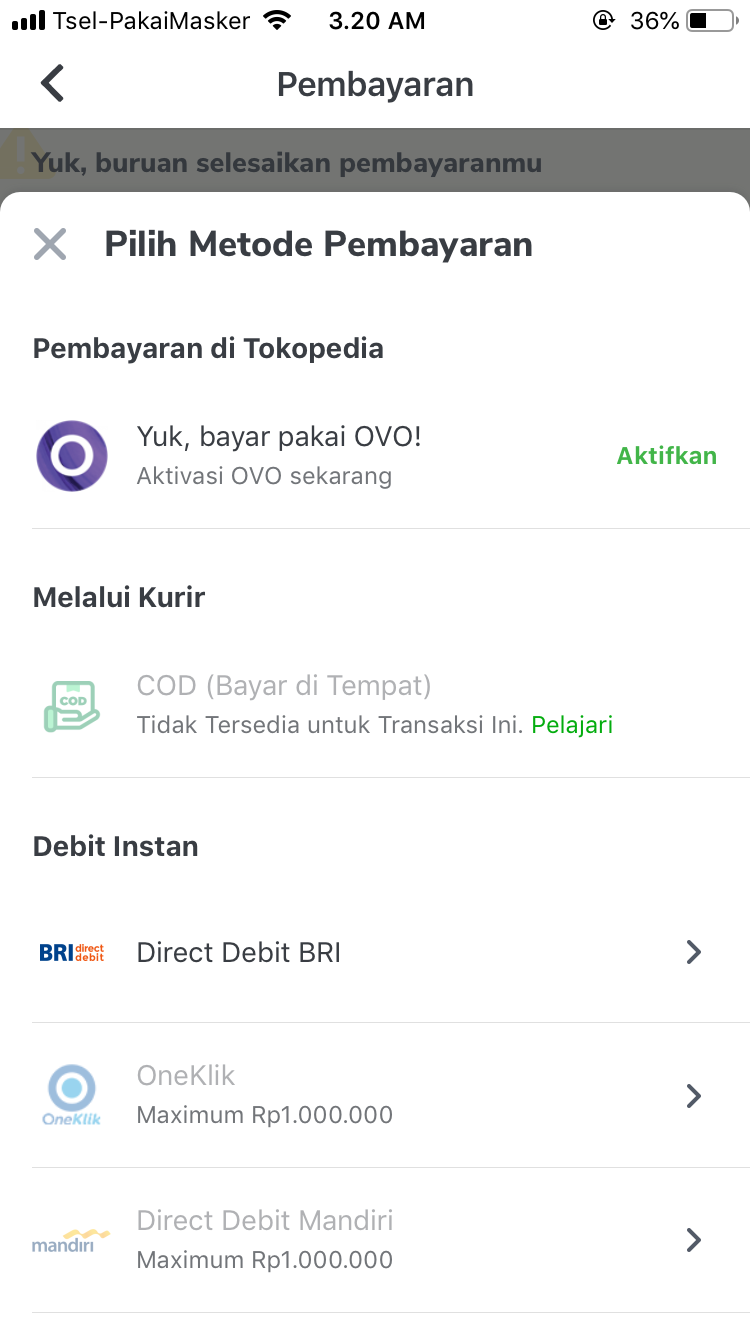 Tsel-PakaiMasker 3.20 AM 36%
Pembayaran
Yuk, buruan selesaikan pembayaranmu
Pilih Metode Pembayaran
Pembayaran di Tokopedia
Yuk, bayar pakai OVO!
Aktivasi OVO sekarang
Aktifkan
Melalui Kurir
COD
COD (Bayar di Tempat)
Tidak Tersedia untuk Transaksi Ini. Pelajari
Debit Instan
BRI direct debit
Direct Debit BRI
OneKlik
OneKlik
Maximum Rp1.000.000
mandiri
Direct Debit Mandiri
Maximum Rp1.000.000